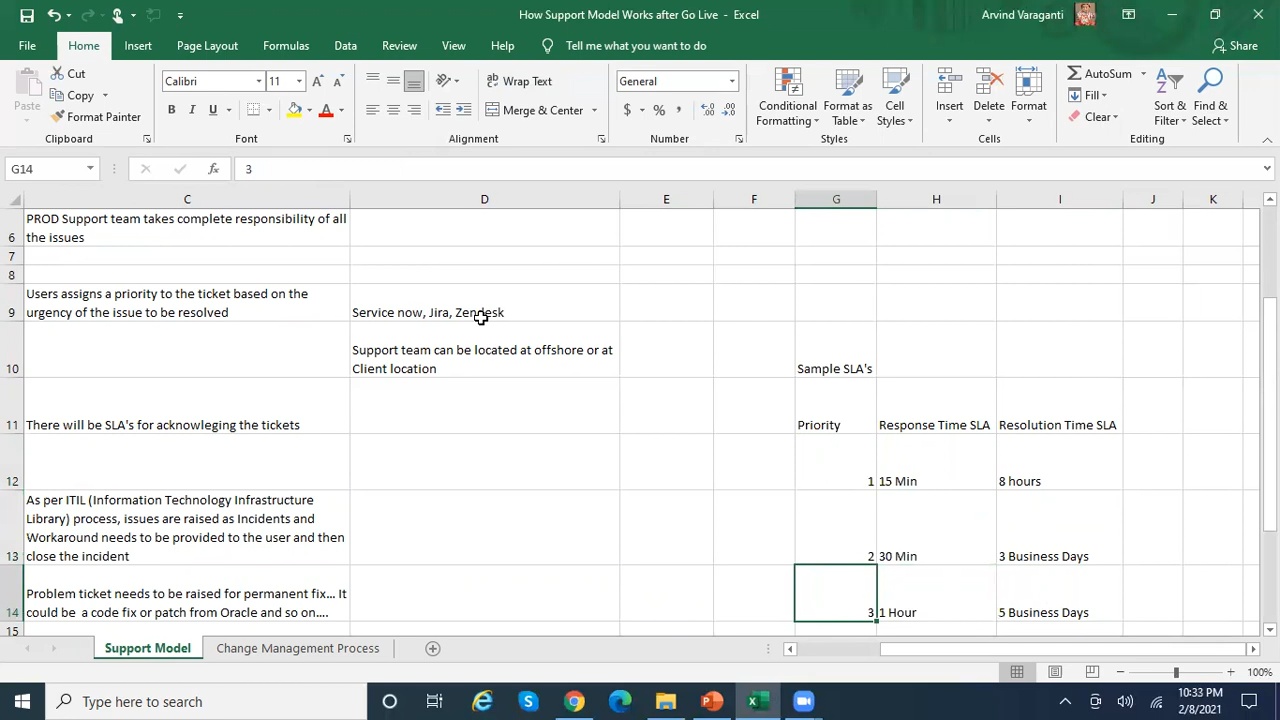 How Support Model Works after Go Live - Excel
Arvind Varaganti
File
Home
Insert
Page Layout
Formulas
Data
Review
View
Help
Tell me what you want to do
Share
Paste
Cut
Copy
Format Painter
Clipboard
Calibri
11
B I U
Font
Wrap Text
Merge & Center
Alignment
General
$ % ,
Number
Conditional
Formatting
Format as
Table
Cell
Styles
Styles
Insert
Delete
Format
Cells
AutoSum
Fill
Clear
Sort &
Filter
Find &
Select
Editing
G14
fx
3
C D E F G H I J K
6 PROD Support team takes complete responsibility of all
the issues
7
8
9 Users assigns a priority to the ticket based on the
urgency of the issue to be resolved
Service now, Jira, Zendesk
10 Support team can be located at offshore or at
Client location
Sample SLA's
11 There will be SLA's for acknowleging the tickets
Priority Response Time SLA Resolution Time SLA
12 1 15 Min 8 hours
13 As per ITIL (Information Technology Infrastructure
Library) process, issues are raised as Incidents and
Workaround needs to be provided to the user and then
close the incident
2 30 Min 3 Business Days
14 Problem ticket needs to be raised for permanent fix... It
could be a code fix or patch from Oracle and so on....
3 1 Hour 5 Business Days
15
Support Model
Change Management Process
100%
Type here to search
10:33 PM
2/8/2021